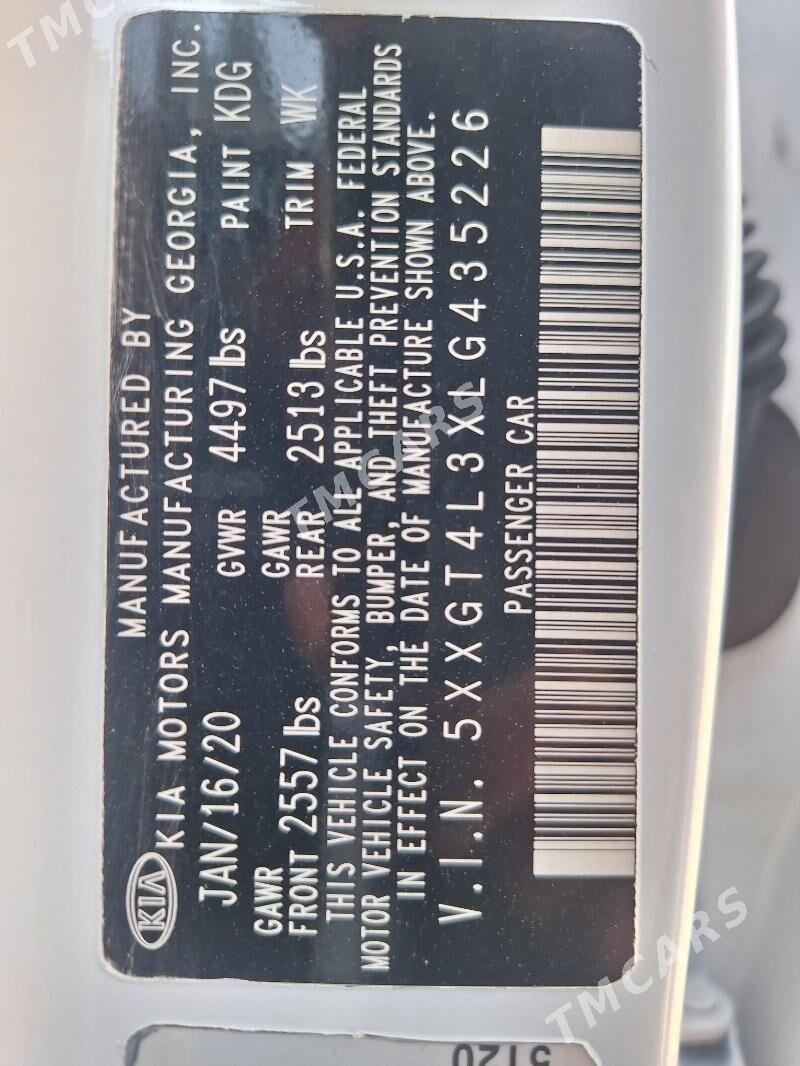 MANUFACTURED BY
KIA KIA MOTORS MANUFACTURING GEORGIA, INC.
JAN/16/20 GVWR 4497 lbs PAINT KDG
GAWR FRONT 2557 lbs GAWR REAR 2513 lbs TRIM WK
THIS VEHICLE CONFORMS TO ALL APPLICABLE U.S.A. FEDERAL
MOTOR VEHICLE SAFETY, BUMPER, AND THEFT PREVENTION STANDARDS
IN EFFECT ON THE DATE OF MANUFACTURE SHOWN ABOVE.
V.I.N. 5XXGT4L3XLG435226
PASSENGER CAR
5120
TMCARS
TMCARS
TMCARS